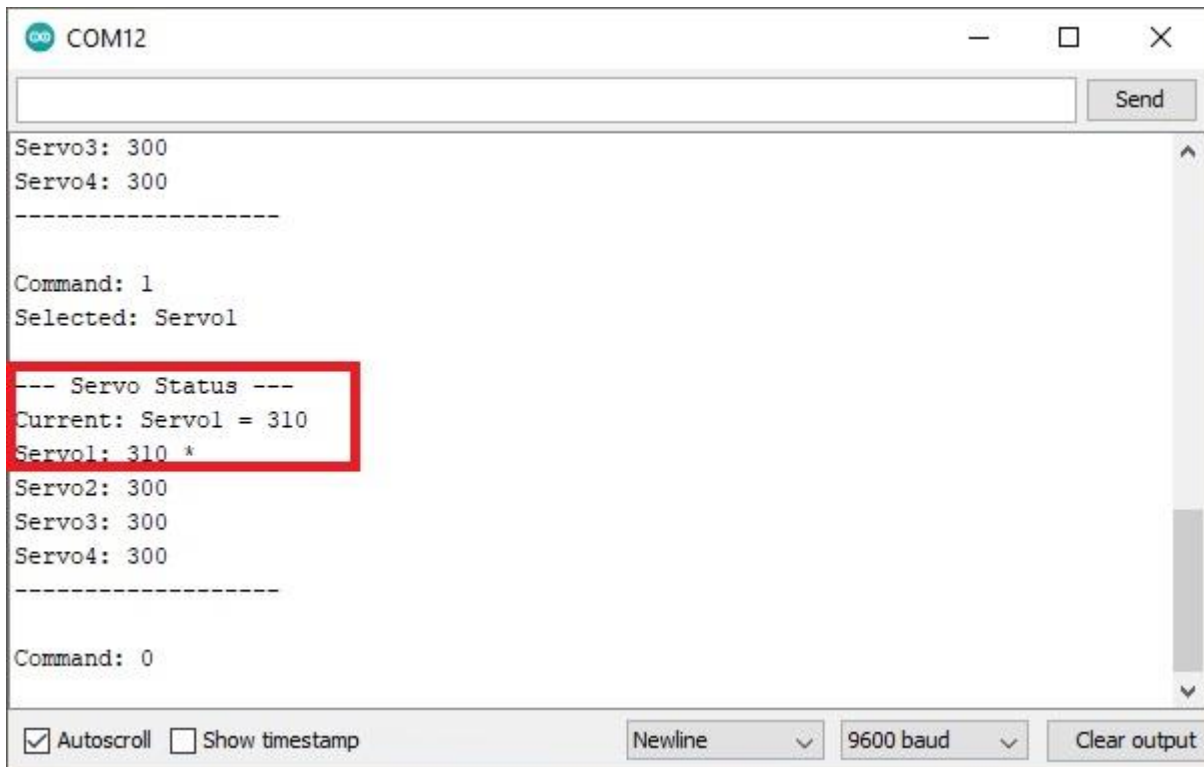 COM12
Send
Servo3: 300
Servo4: 300
-------------------
Command: 1
Selected: Servo1
--- Servo Status ---
Current: Servo1 = 310
Servo1: 310 *
Servo2: 300
Servo3: 300
Servo4: 300
-------------------
Command: 0
Autoscroll Show timestamp Newline 9600 baud Clear output